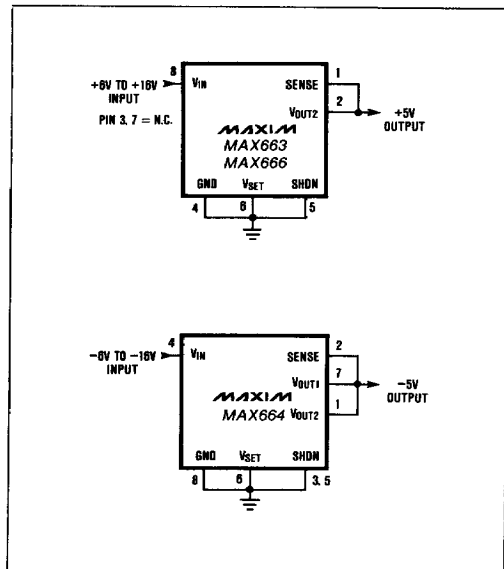 +6V TO +16V
INPUT
PIN 3, 7 = N.C.
8
VIN
SENSE
1
VOUT2
2
+5V
OUTPUT
MAXIM
MAX663
MAX666
GND
VSET
SHDN
4
6
5
−6V TO −16V
INPUT
4
VIN
SENSE
2
VOUT1
7
VOUT2
1
−5V
OUTPUT
MAXIM
MAX664
GND
VSET
SHDN
8
6
3, 5